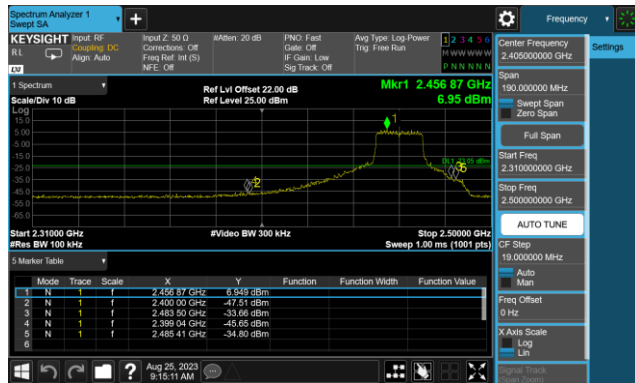 Spectrum Analyzer 1
Swept SA
Frequency
KEYSIGHT
Input: RF
Coupling: DC
Align: Auto
Input Z: 50 Ω
Corrections: Off
Freq Ref: Int (S)
NFE: Off
#Atten: 20 dB
PNO: Fast
Gate: Off
IF Gain: Low
Sig Track: Off
Avg Type: Log-Power
Trig: Free Run
1 2 3 4 5 6
M W W W W W
P N N N N N
RL
LXI
1 Spectrum
Scale/Div 10 dB
Ref Lvl Offset 22.00 dB
Ref Level 25.00 dBm
Mkr1 2.456 87 GHz
6.95 dBm
Log
15.0
5.00
-5.00
-15.0
-25.0
-35.0
-45.0
-55.0
-65.0
1
2
DL1 -23.05 dBm
Start 2.31000 GHz
#Res BW 100 kHz
#Video BW 300 kHz
Stop 2.50000 GHz
Sweep 1.00 ms (1001 pts)
5 Marker Table
Mode Trace Scale X Y Function Function Width Function Value
1 N 1 f 2.456 87 GHz 6.949 dBm
2 N 1 f 2.400 00 GHz -47.51 dBm
3 N 1 f 2.483 50 GHz -33.66 dBm
4 N 1 f 2.399 04 GHz -45.65 dBm
5 N 1 f 2.485 41 GHz -34.80 dBm
6
Aug 25, 2023
9:15:11 AM
Center Frequency
2.405000000 GHz
Settings
Span
190.000000 MHz
Swept Span
Zero Span
Full Span
Start Freq
2.310000000 GHz
Stop Freq
2.500000000 GHz
AUTO TUNE
CF Step
19.000000 MHz
Auto
Man
Freq Offset
0 Hz
X Axis Scale
Log
Lin
Signal Track
(Span Zoom)